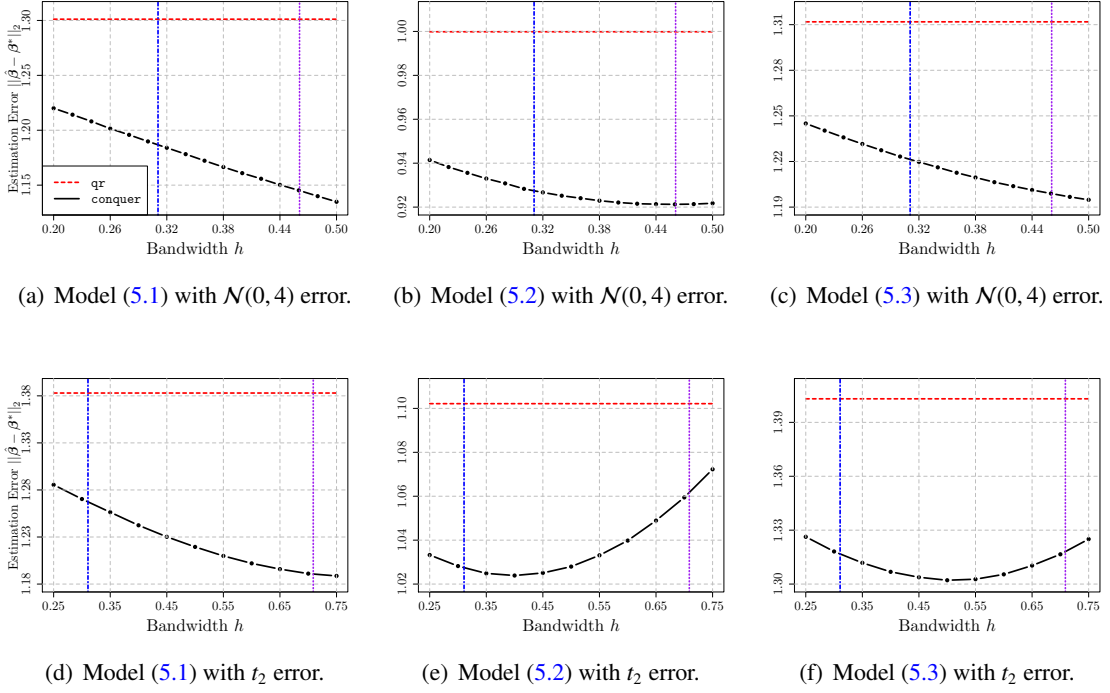 Estimation Error ||β̂ − β*||₂
1.15 1.20 1.25 1.30
qr
conquer
0.20 0.26 0.32 0.38 0.44 0.50
Bandwidth h
(a) Model (5.1) with N(0, 4) error.
0.92 0.94 0.96 0.98 1.00
0.20 0.26 0.32 0.38 0.44 0.50
Bandwidth h
(b) Model (5.2) with N(0, 4) error.
1.19 1.22 1.25 1.28 1.31
0.20 0.26 0.32 0.38 0.44 0.50
Bandwidth h
(c) Model (5.3) with N(0, 4) error.
Estimation Error ||β̂ − β*||₂
1.18 1.23 1.28 1.33 1.38
0.25 0.35 0.45 0.55 0.65 0.75
Bandwidth h
(d) Model (5.1) with t₂ error.
1.02 1.04 1.06 1.08 1.10
0.25 0.35 0.45 0.55 0.65 0.75
Bandwidth h
(e) Model (5.2) with t₂ error.
1.30 1.33 1.36 1.39
0.25 0.35 0.45 0.55 0.65 0.75
Bandwidth h
(f) Model (5.3) with t₂ error.